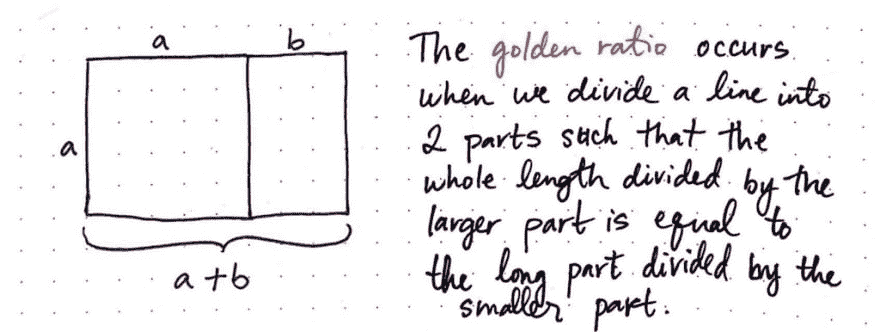 a b
a
a + b
The golden ratio occurs
when we divide a line into
2 parts such that the
whole length divided by the
larger part is equal to
the long part divided by the
smaller part.